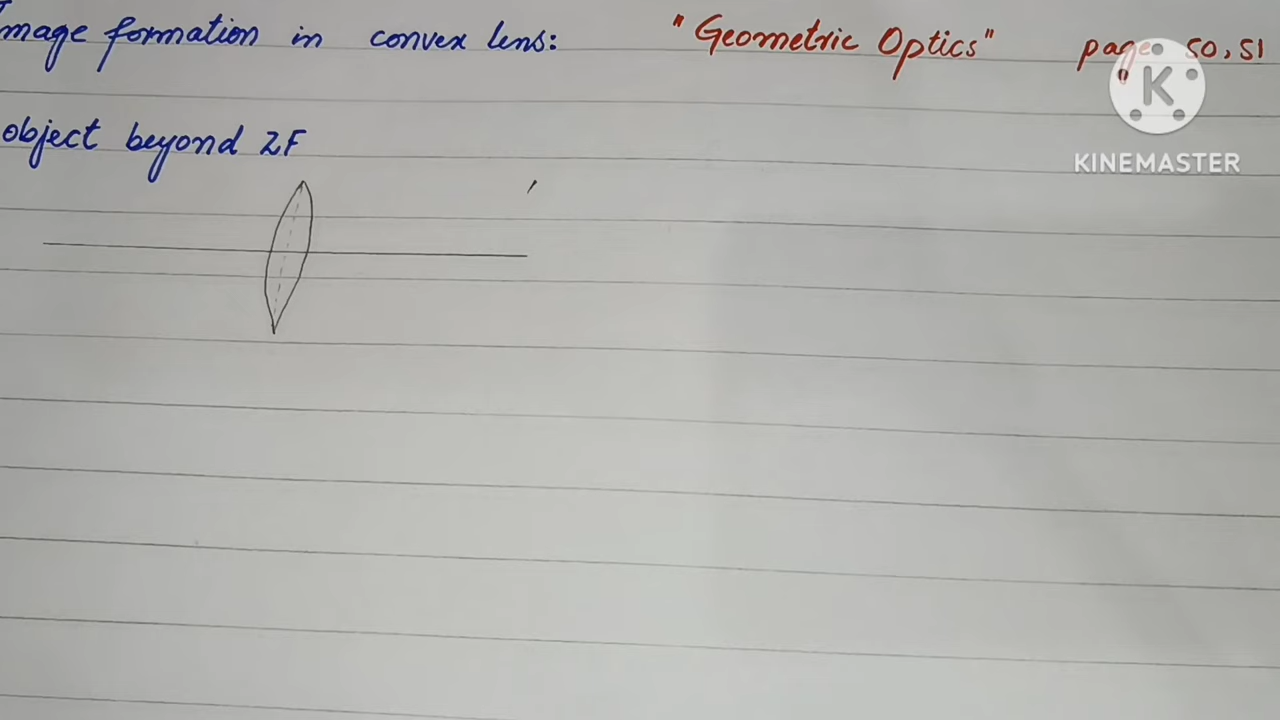 Image formation in convex lens: "Geometric Optics" page 50,51
K
KINEMASTER
object beyond 2F